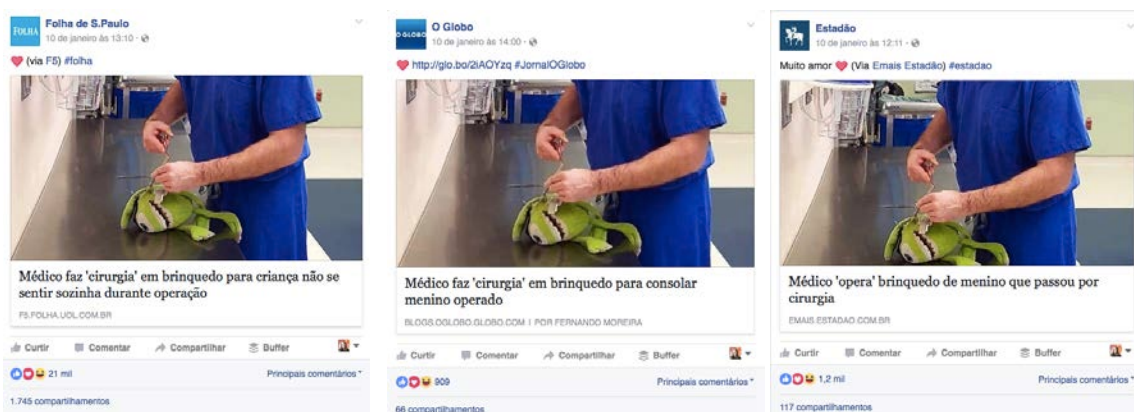 FOLHA
Folha de S.Paulo
10 de janeiro às 13:10 ·
(via F5) #folha
Médico faz 'cirurgia' em brinquedo para criança não se
sentir sozinha durante operação
F5.FOLHA.UOL.COM.BR
Curtir Comentar Compartilhar Buffer
21 mil Principais comentários
1.745 compartilhamentos
O GLOBO
O Globo
10 de janeiro às 14:00 ·
http://glo.bo/2iAOYzq #JornalOGlobo
Médico faz 'cirurgia' em brinquedo para consolar
menino operado
BLOGS.OGLOBO.GLOBO.COM | POR FERNANDO MOREIRA
Curtir Comentar Compartilhar Buffer
909 Principais comentários
66 compartilhamentos
Estadão
10 de janeiro às 12:11 ·
Muito amor (Via Emais Estadão) #estadao
Médico 'opera' brinquedo de menino que passou por
cirurgia
EMAIS.ESTADAO.COM.BR
Curtir Comentar Compartilhar Buffer
1,2 mil Principais comentários
117 compartilhamentos